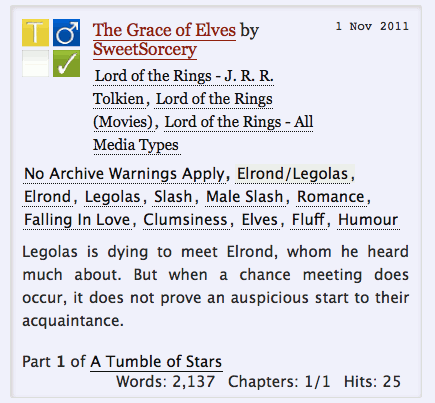 T
The Grace of Elves by
1 Nov 2011
SweetSorcery
Lord of the Rings - J. R. R.
Tolkien, Lord of the Rings
(Movies), Lord of the Rings - All
Media Types
No Archive Warnings Apply, Elrond/Legolas,
Elrond, Legolas, Slash, Male Slash, Romance,
Falling In Love, Clumsiness, Elves, Fluff, Humour
Legolas is dying to meet Elrond, whom he heard
much about. But when a chance meeting does
occur, it does not prove an auspicious start to their
acquaintance.
Part 1 of A Tumble of Stars
Words: 2,137 Chapters: 1/1 Hits: 25